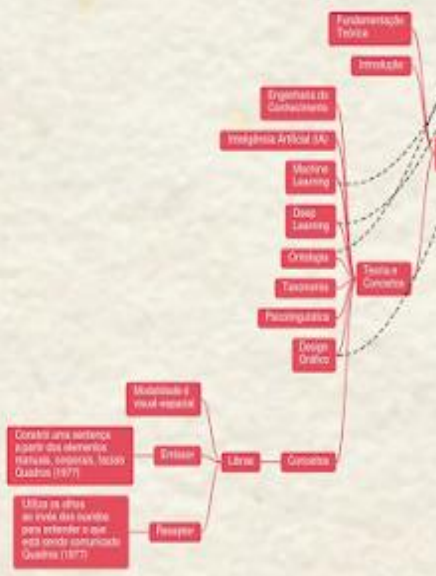 Fundamentação
Teórica
Introdução
Engenharia do
Conhecimento
Inteligência Artificial (IA)
Machine
Learning
Deep
Learning
Ontologia
Taxonomia
Psicolinguística
Design
Gráfico
Teoria e
Conceitos
Modalidade é
visual-espacial
Constrói uma sentença
a partir dos elementos
manuais, corporais, faciais
Quadros (1977)
Emissor
Libras
Conceitos
Utiliza os olhos
ao invés dos ouvidos
para entender o que
está sendo comunicado
Quadros (1977)
Receptor